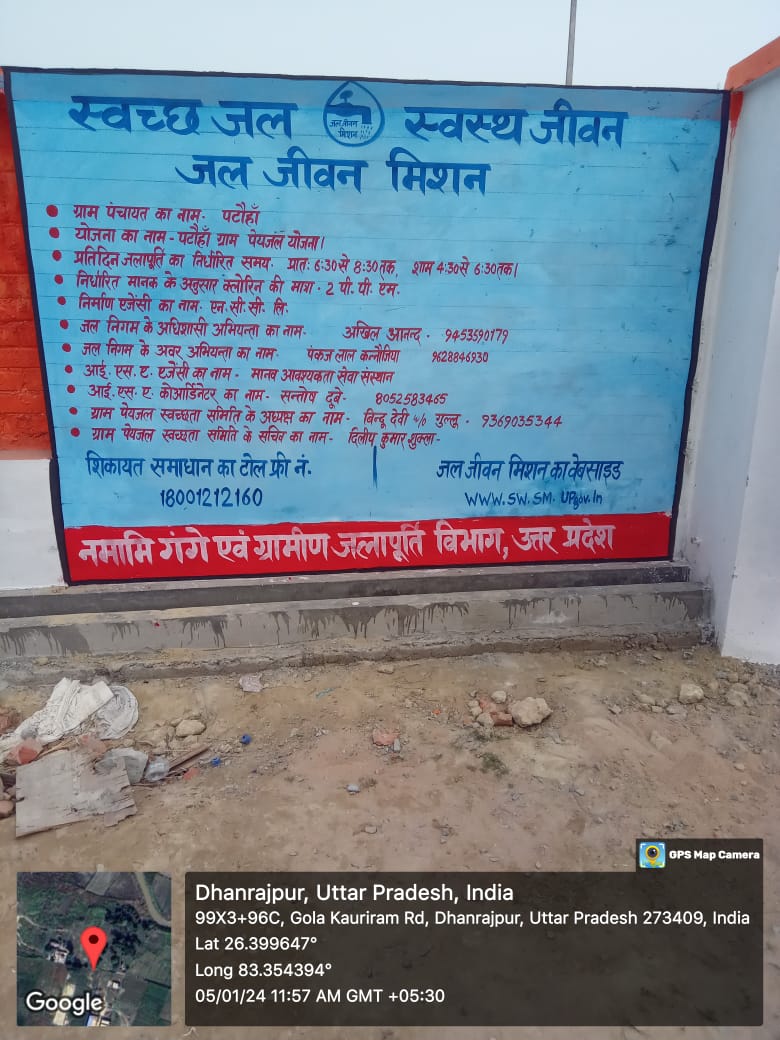 स्वच्छ जल जल जीवन मिशन स्वस्थ जीवन
जल जीवन मिशन
• ग्राम पंचायत का नाम- पटौहाँ
• योजना का नाम- पटौहाँ ग्राम पेयजल योजना।
• प्रतिदिन जलापूर्ति का निर्धारित समय. प्रातः 6:30 से 8:30 तक, शाम 4:30 से 6:30 तक।
• निर्धारित मानक के अनुसार क्लोरिन की मात्रा- 2 पी. पी. एम.
• निर्माण एजेंसी का नाम. एन. सी. सी. लि.
• जल निगम के अधिशासी अभियन्ता का नाम- अखिल आनन्द - 9453590179
• जल निगम के अवर अभियन्ता का नाम- पंकज लाल कन्नौजिया 9628846930
• आई. एस. ए. एजेंसी का नाम- मानव आवश्यकता सेवा संस्थान
• आई. एस. ए. कोआर्डिनेटर का नाम- सन्तोष दूबे- 8052583465
• ग्राम पेयजल स्वच्छता समिति के अध्यक्ष का नाम- बिन्दू देवी w/o गुल्लू - 9369035344
• ग्राम पेयजल स्वच्छता समिति के सचिव का नाम- दिलीप कुमार शुक्ला-
शिकायत समाधान का टोल फ्री नं. जल जीवन मिशन का वेबसाइड
18001212160 WWW.SW.SM. UPgov.in
नमामि गंगे एवं ग्रामीण जलापूर्ति विभाग, उत्तर प्रदेश
GPS Map Camera
Dhanrajpur, Uttar Pradesh, India
99X3+96C, Gola Kauriram Rd, Dhanrajpur, Uttar Pradesh 273409, India
Lat 26.399647°
Long 83.354394°
05/01/24 11:57 AM GMT +05:30
Google